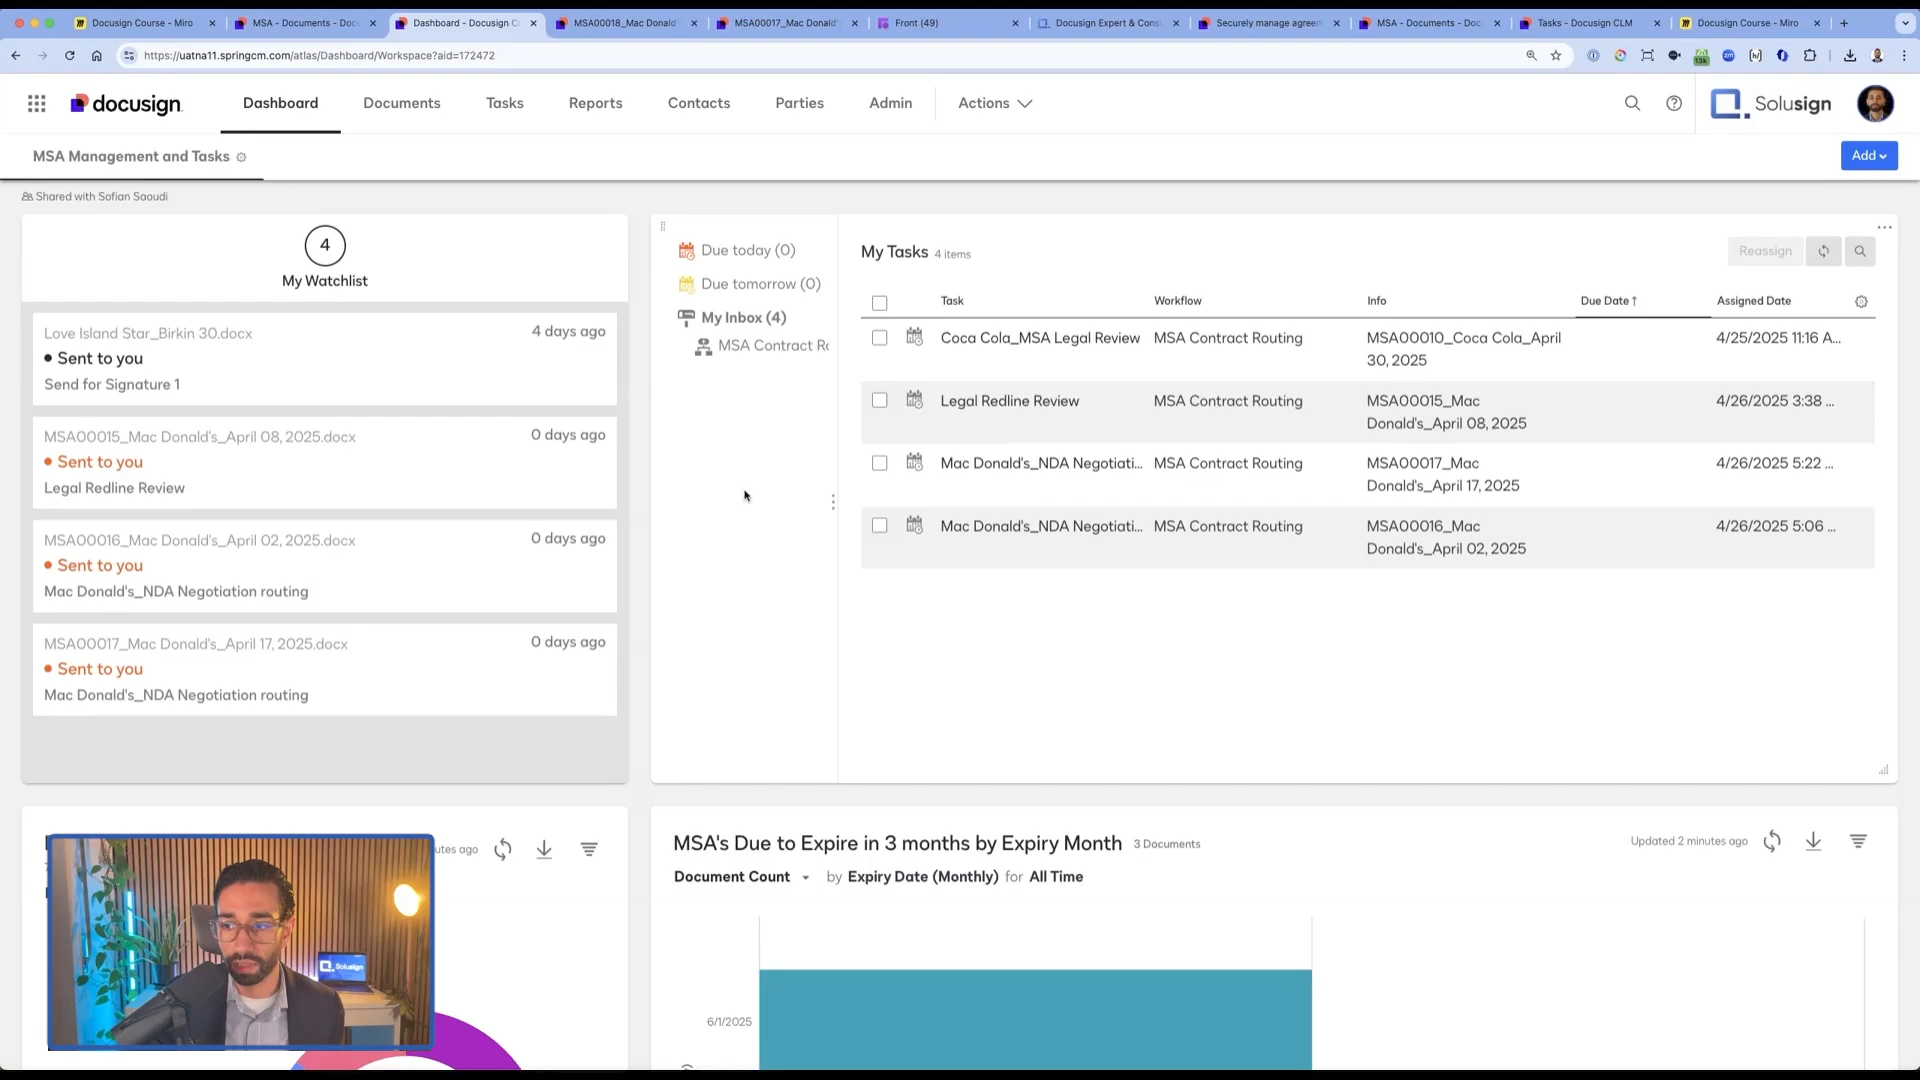 Docusign Course - Miro
MSA - Documents - Doc
Dashboard - Docusign C
MSA00018_Mac Donald'
MSA00017_Mac Donald'
Front (49)
Docusign Expert & Cons
Securely manage agreem
MSA - Documents - Doc
Tasks - Docusign CLM
Docusign Course - Miro
https://uatna11.springcm.com/atlas/Dashboard/Workspace?aid=172472
docusign
Dashboard
Documents
Tasks
Reports
Contacts
Parties
Admin
Actions
Solusign
MSA Management and Tasks
Add
Shared with Sofian Saoudi
4
My Watchlist
Love Island Star_Birkin 30.docx
4 days ago
Sent to you
Send for Signature 1
MSA00015_Mac Donald's_April 08, 2025.docx
0 days ago
Sent to you
Legal Redline Review
MSA00016_Mac Donald's_April 02, 2025.docx
0 days ago
Sent to you
Mac Donald's_NDA Negotiation routing
MSA00017_Mac Donald's_April 17, 2025.docx
0 days ago
Sent to you
Mac Donald's_NDA Negotiation routing
Due today (0)
Due tomorrow (0)
My Inbox (4)
MSA Contract Ro
My Tasks 4 items
Reassign
Task Workflow Info Due Date↑ Assigned Date
Coca Cola_MSA Legal Review MSA Contract Routing MSA00010_Coca Cola_April 4/25/2025 11:16 A...
30, 2025
Legal Redline Review MSA Contract Routing MSA00015_Mac 4/26/2025 3:38 ...
Donald's_April 08, 2025
Mac Donald's_NDA Negotiati... MSA Contract Routing MSA00017_Mac 4/26/2025 5:22 ...
Donald's_April 17, 2025
Mac Donald's_NDA Negotiati... MSA Contract Routing MSA00016_Mac 4/26/2025 5:06 ...
Donald's_April 02, 2025
utes ago
Solusign
MSA's Due to Expire in 3 months by Expiry Month 3 Documents
Updated 2 minutes ago
Document Count by Expiry Date (Monthly) for All Time
6/1/2025